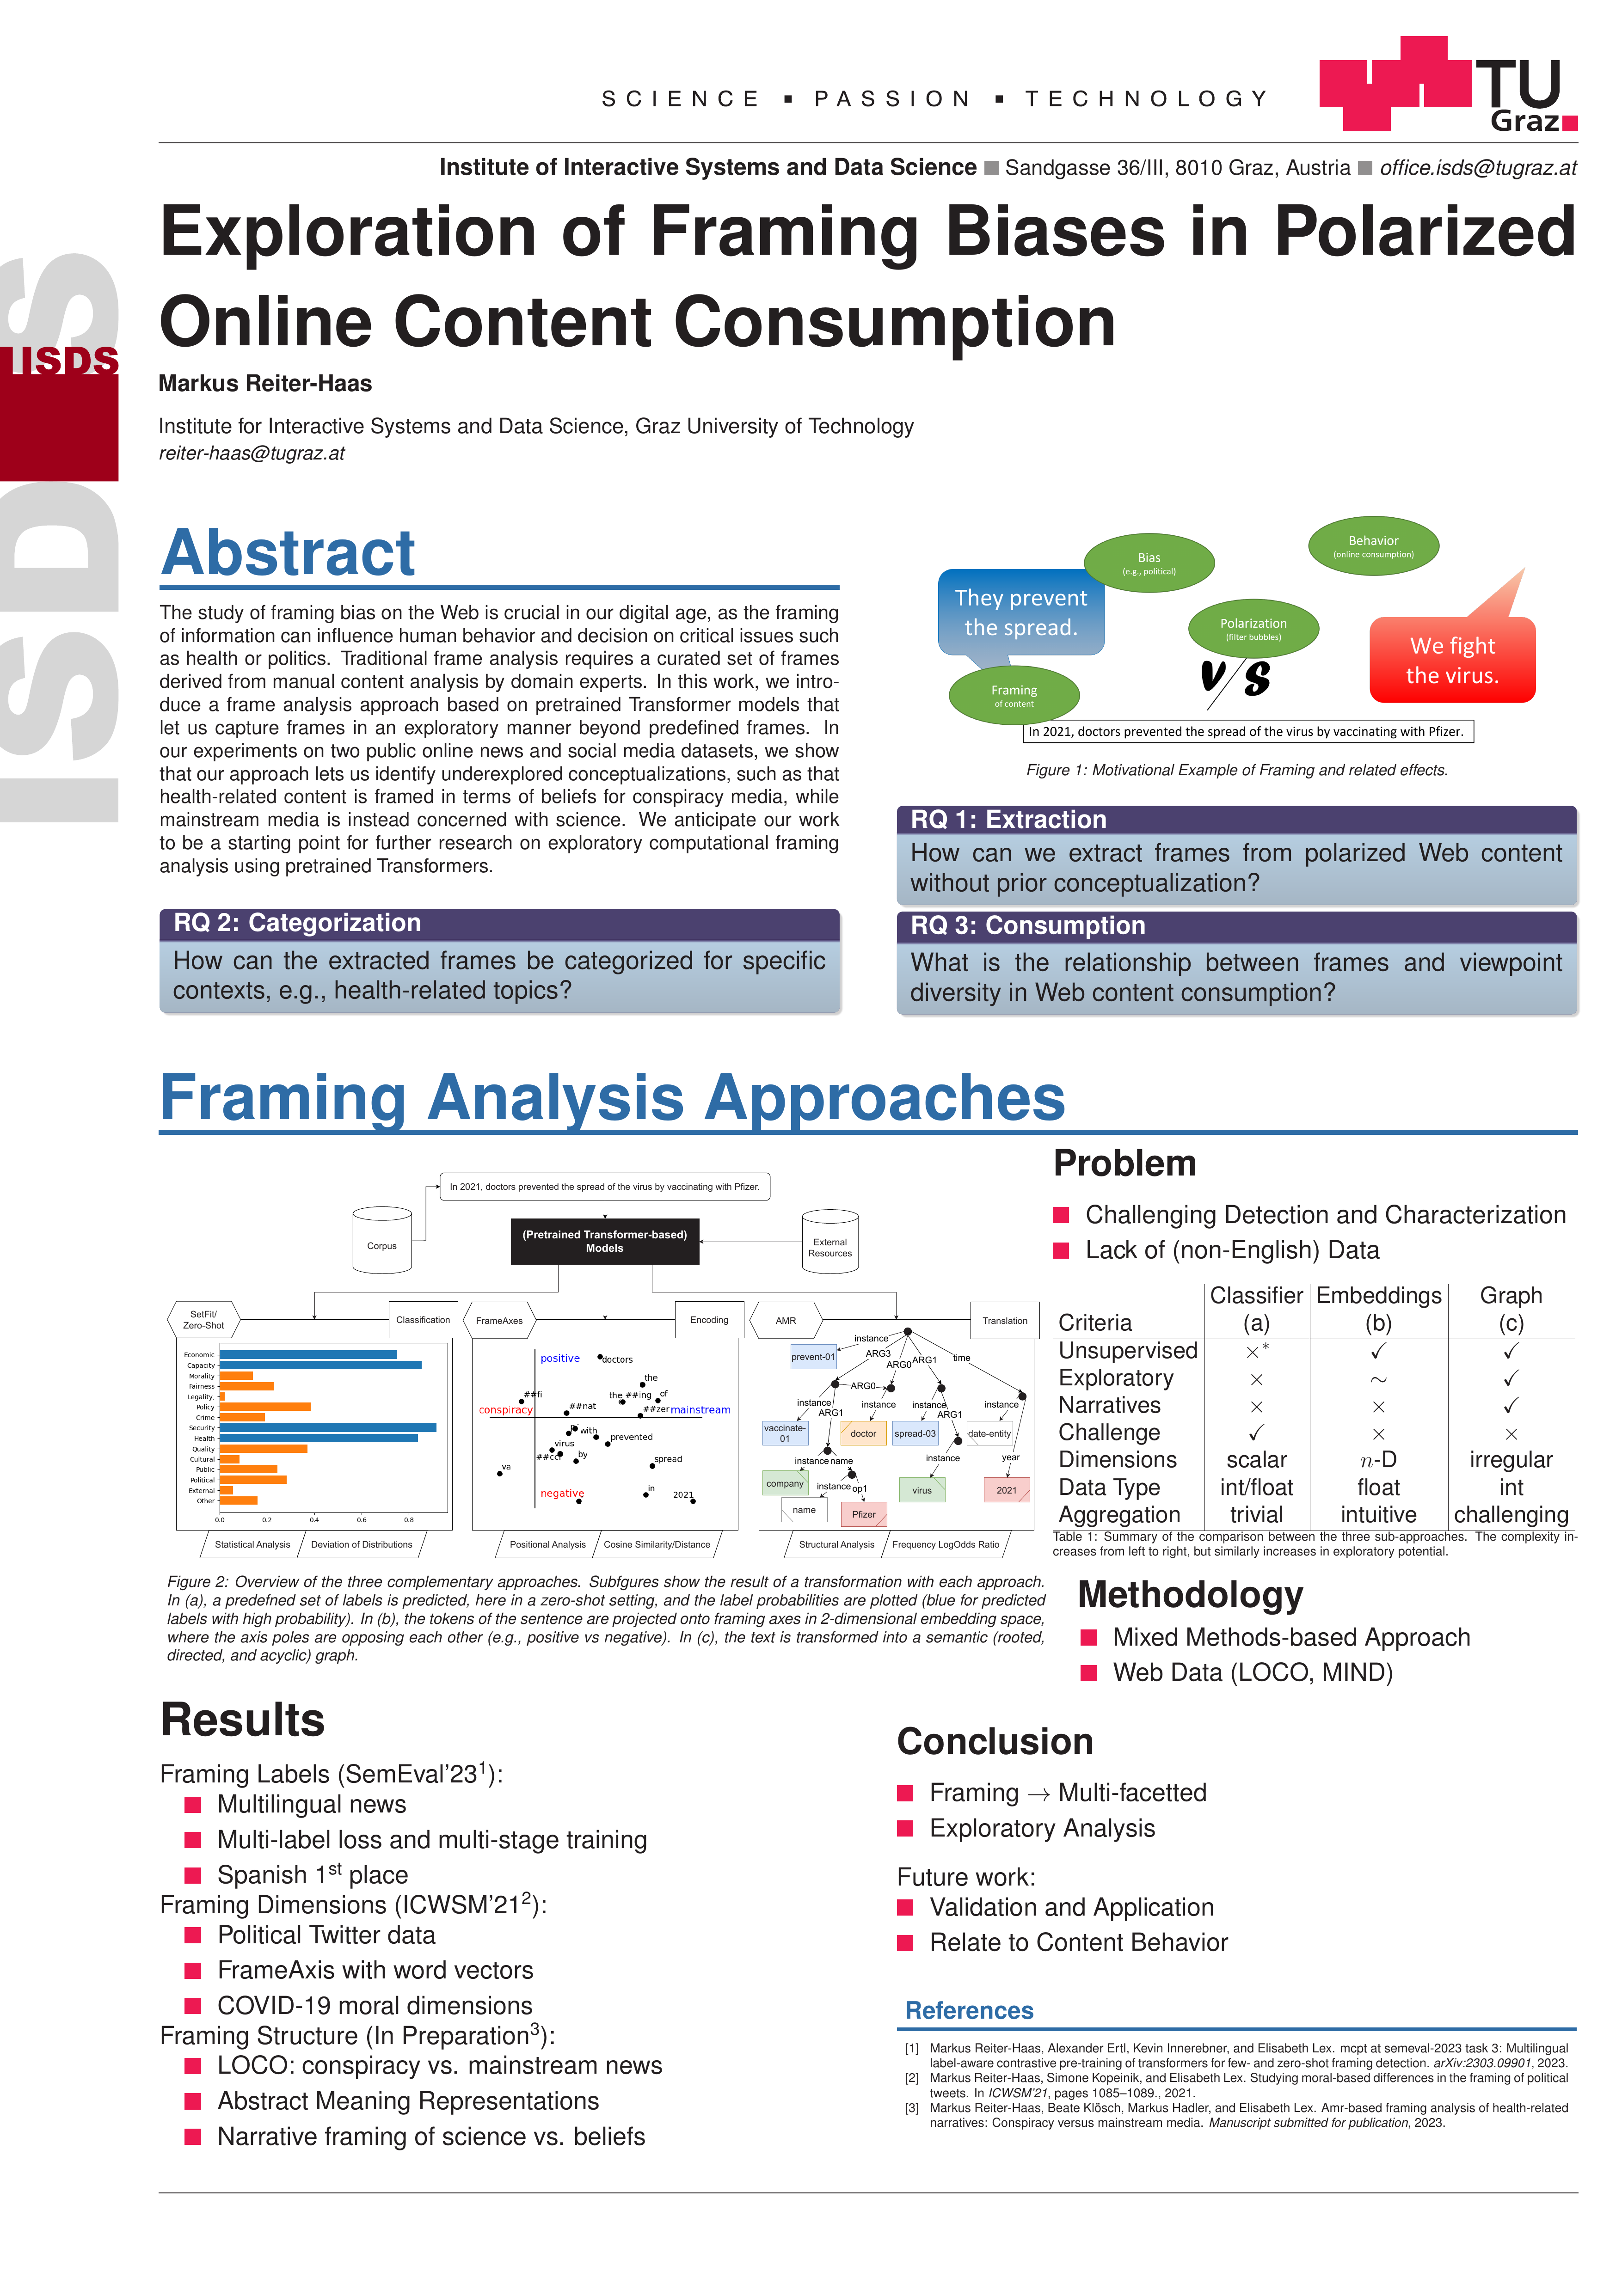 SCIENCE ▪ PASSION ▪ TECHNOLOGY
TU
Graz
Institute of Interactive Systems and Data Science ■ Sandgasse 36/III, 8010 Graz, Austria ■ office.isds@tugraz.at
ISDS
ISDS
Exploration of Framing Biases in Polarized
Online Content Consumption
Markus Reiter-Haas
Institute for Interactive Systems and Data Science, Graz University of Technology
reiter-haas@tugraz.at
Abstract
The study of framing bias on the Web is crucial in our digital age, as the framing
of information can influence human behavior and decision on critical issues such
as health or politics. Traditional frame analysis requires a curated set of frames
derived from manual content analysis by domain experts. In this work, we intro-
duce a frame analysis approach based on pretrained Transformer models that
let us capture frames in an exploratory manner beyond predefined frames. In
our experiments on two public online news and social media datasets, we show
that our approach lets us identify underexplored conceptualizations, such as that
health-related content is framed in terms of beliefs for conspiracy media, while
mainstream media is instead concerned with science. We anticipate our work
to be a starting point for further research on exploratory computational framing
analysis using pretrained Transformers.
Bias
(e.g., political)
Behavior
(online consumption)
They prevent
the spread.
Polarization
(filter bubbles)
V/S
We fight
the virus.
Framing
of content
In 2021, doctors prevented the spread of the virus by vaccinating with Pfizer.
Figure 1: Motivational Example of Framing and related effects.
RQ 1: Extraction
How can we extract frames from polarized Web content
without prior conceptualization?
RQ 2: Categorization
How can the extracted frames be categorized for specific
contexts, e.g., health-related topics?
RQ 3: Consumption
What is the relationship between frames and viewpoint
diversity in Web content consumption?
Framing Analysis Approaches
In 2021, doctors prevented the spread of the virus by vaccinating with Pfizer.
Corpus
(Pretrained Transformer-based)
Models
External
Resources
SetFit/
Zero-Shot
Classification
Economic
Capacity
Morality
Fairness
Legality,
Policy
Crime
Security
Health
Quality
Cultural
Public
Political
External
Other
0.0 0.2 0.4 0.6 0.8
Statistical Analysis
Deviation of Distributions
FrameAxes
Encoding
positive
doctors
the
##fi
the ##ing of
conspiracy
##nat
##zer mainstream
with
prevented
virus
by
spread
va
negative
in
2021
Positional Analysis
Cosine Similarity/Distance
AMR
Translation
instance
prevent-01
ARG3
ARG0
ARG1
time
ARG0
instance
ARG1
instance
instance
ARG1
instance
vaccinate-
01
doctor
spread-03
date-entity
instance
name
instance
year
company
instance
op1
virus
2021
name
Pfizer
Structural Analysis
Frequency LogOdds Ratio
Figure 2: Overview of the three complementary approaches. Subfgures show the result of a transformation with each approach.
In (a), a predefned set of labels is predicted, here in a zero-shot setting, and the label probabilities are plotted (blue for predicted
labels with high probability). In (b), the tokens of the sentence are projected onto framing axes in 2-dimensional embedding space,
where the axis poles are opposing each other (e.g., positive vs negative). In (c), the text is transformed into a semantic (rooted,
directed, and acyclic) graph.
Problem
Challenging Detection and Characterization
Lack of (non-English) Data
Classifier Embeddings Graph
Criteria (a) (b) (c)
Unsupervised ×* ✓ ✓
Exploratory × ∼ ✓
Narratives × × ✓
Challenge ✓ × ×
Dimensions scalar n-D irregular
Data Type int/float float int
Aggregation trivial intuitive challenging
Table 1: Summary of the comparison between the three sub-approaches. The complexity in-
creases from left to right, but similarly increases in exploratory potential.
Methodology
Mixed Methods-based Approach
Web Data (LOCO, MIND)
Results
Framing Labels (SemEval'23¹):
Multilingual news
Multi-label loss and multi-stage training
Spanish 1st place
Framing Dimensions (ICWSM'21²):
Political Twitter data
FrameAxis with word vectors
COVID-19 moral dimensions
Framing Structure (In Preparation³):
LOCO: conspiracy vs. mainstream news
Abstract Meaning Representations
Narrative framing of science vs. beliefs
Conclusion
Framing → Multi-facetted
Exploratory Analysis
Future work:
Validation and Application
Relate to Content Behavior
References
[1] Markus Reiter-Haas, Alexander Ertl, Kevin Innerebner, and Elisabeth Lex. mcpt at semeval-2023 task 3: Multilingual
label-aware contrastive pre-training of transformers for few- and zero-shot framing detection. arXiv:2303.09901, 2023.
[2] Markus Reiter-Haas, Simone Kopeinik, and Elisabeth Lex. Studying moral-based differences in the framing of political
tweets. In ICWSM'21, pages 1085–1089., 2021.
[3] Markus Reiter-Haas, Beate Klösch, Markus Hadler, and Elisabeth Lex. Amr-based framing analysis of health-related
narratives: Conspiracy versus mainstream media. Manuscript submitted for publication, 2023.